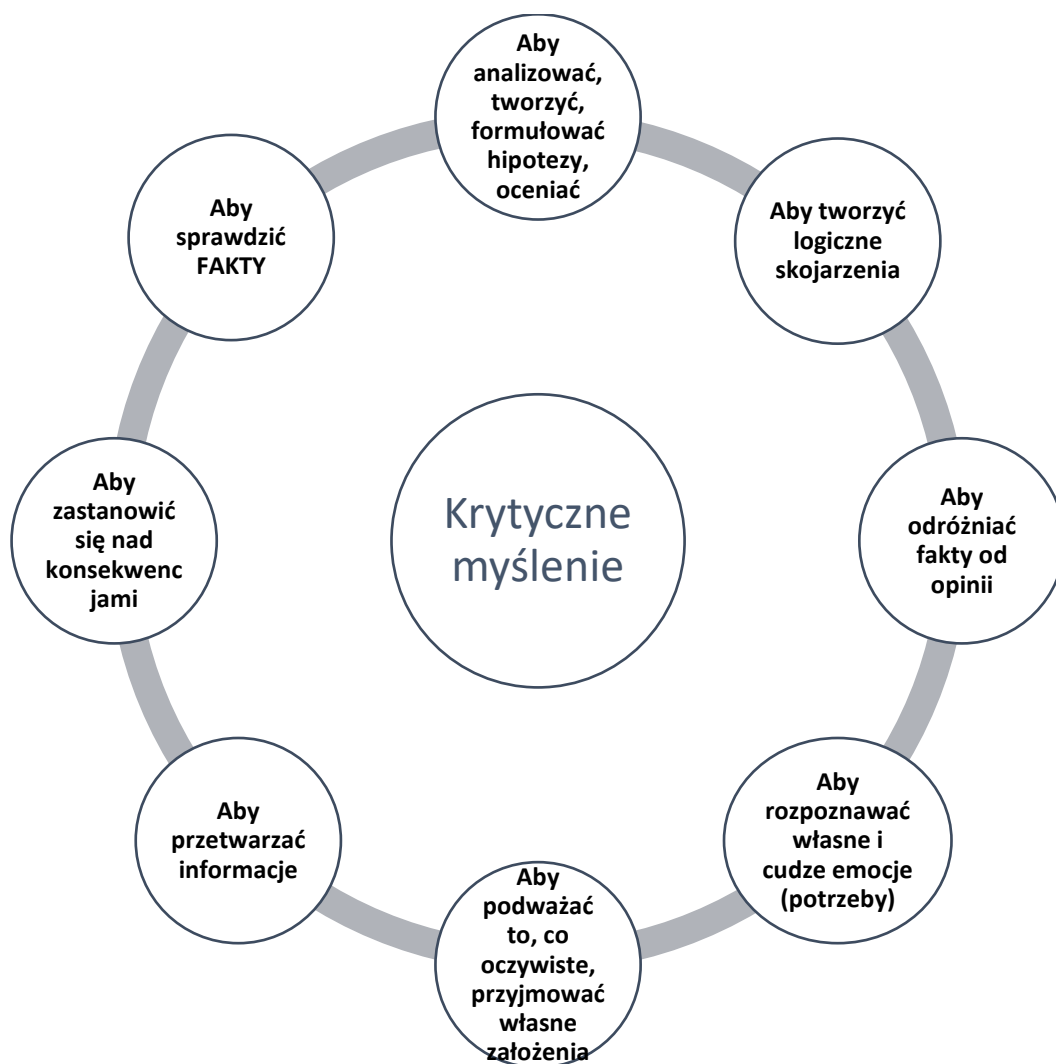 Aby
analizować,
tworzyć,
formułować
hipotezy,
oceniać
Aby tworzyć
logiczne
skojarzenia
Aby
odróżniać
fakty od
opinii
Aby
rozpoznawać
własne i
cudze emocje
(potrzeby)
Aby
podważać
to, co
oczywiste,
przyjmować
własne
założenia
Aby
przetwarzać
informacje
Aby
zastanowić
się nad
konsekwenc
jami
Aby
sprawdzić
FAKTY
Krytyczne
myślenie